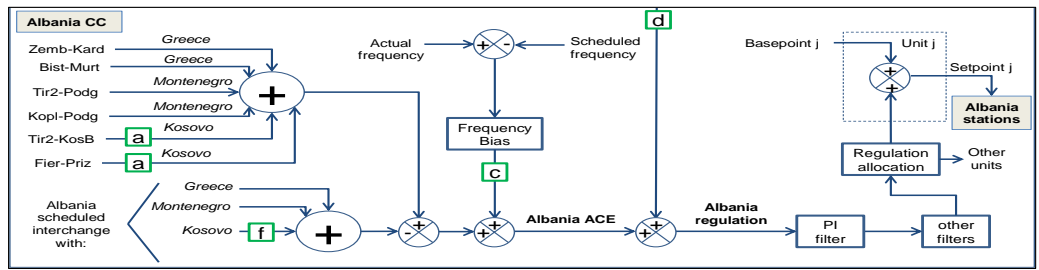 Albania CC
Zemb-Kard
Greece
Bist-Murt
Greece
Tir2-Podg
Montenegro
Kopl-Podg
Montenegro
Tir2-KosB
a
Kosovo
Fier-Priz
a
Kosovo
+
Actual
frequency
+
-
Scheduled
frequency
Frequency
Bias
c
d
Basepoint j
Unit j
+
+
Setpoint j
Albania
stations
Regulation
allocation
Other
units
Albania
scheduled
interchange
with:
Greece
Montenegro
Kosovo
f
+
-
+
+
+
Albania ACE
+
+
Albania
regulation
PI
filter
other
filters